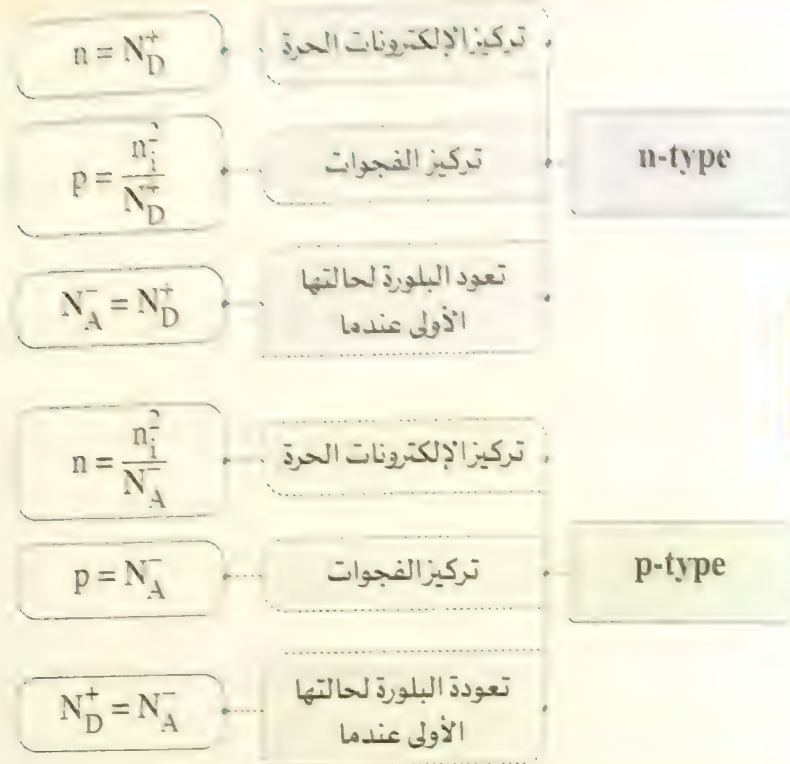 n-type
تركيز الإلكترونات الحرة
n = N_D^+
تركيز الفجوات
p = n_i^2 / N_D^+
تعود البلورة لحالتها
الأولى عندما
N_A^- = N_D^+
p-type
تركيز الإلكترونات الحرة
n = n_i^2 / N_A^-
تركيز الفجوات
p = N_A^-
تعودة البلورة لحالتها
الأولى عندما
N_D^+ = N_A^-